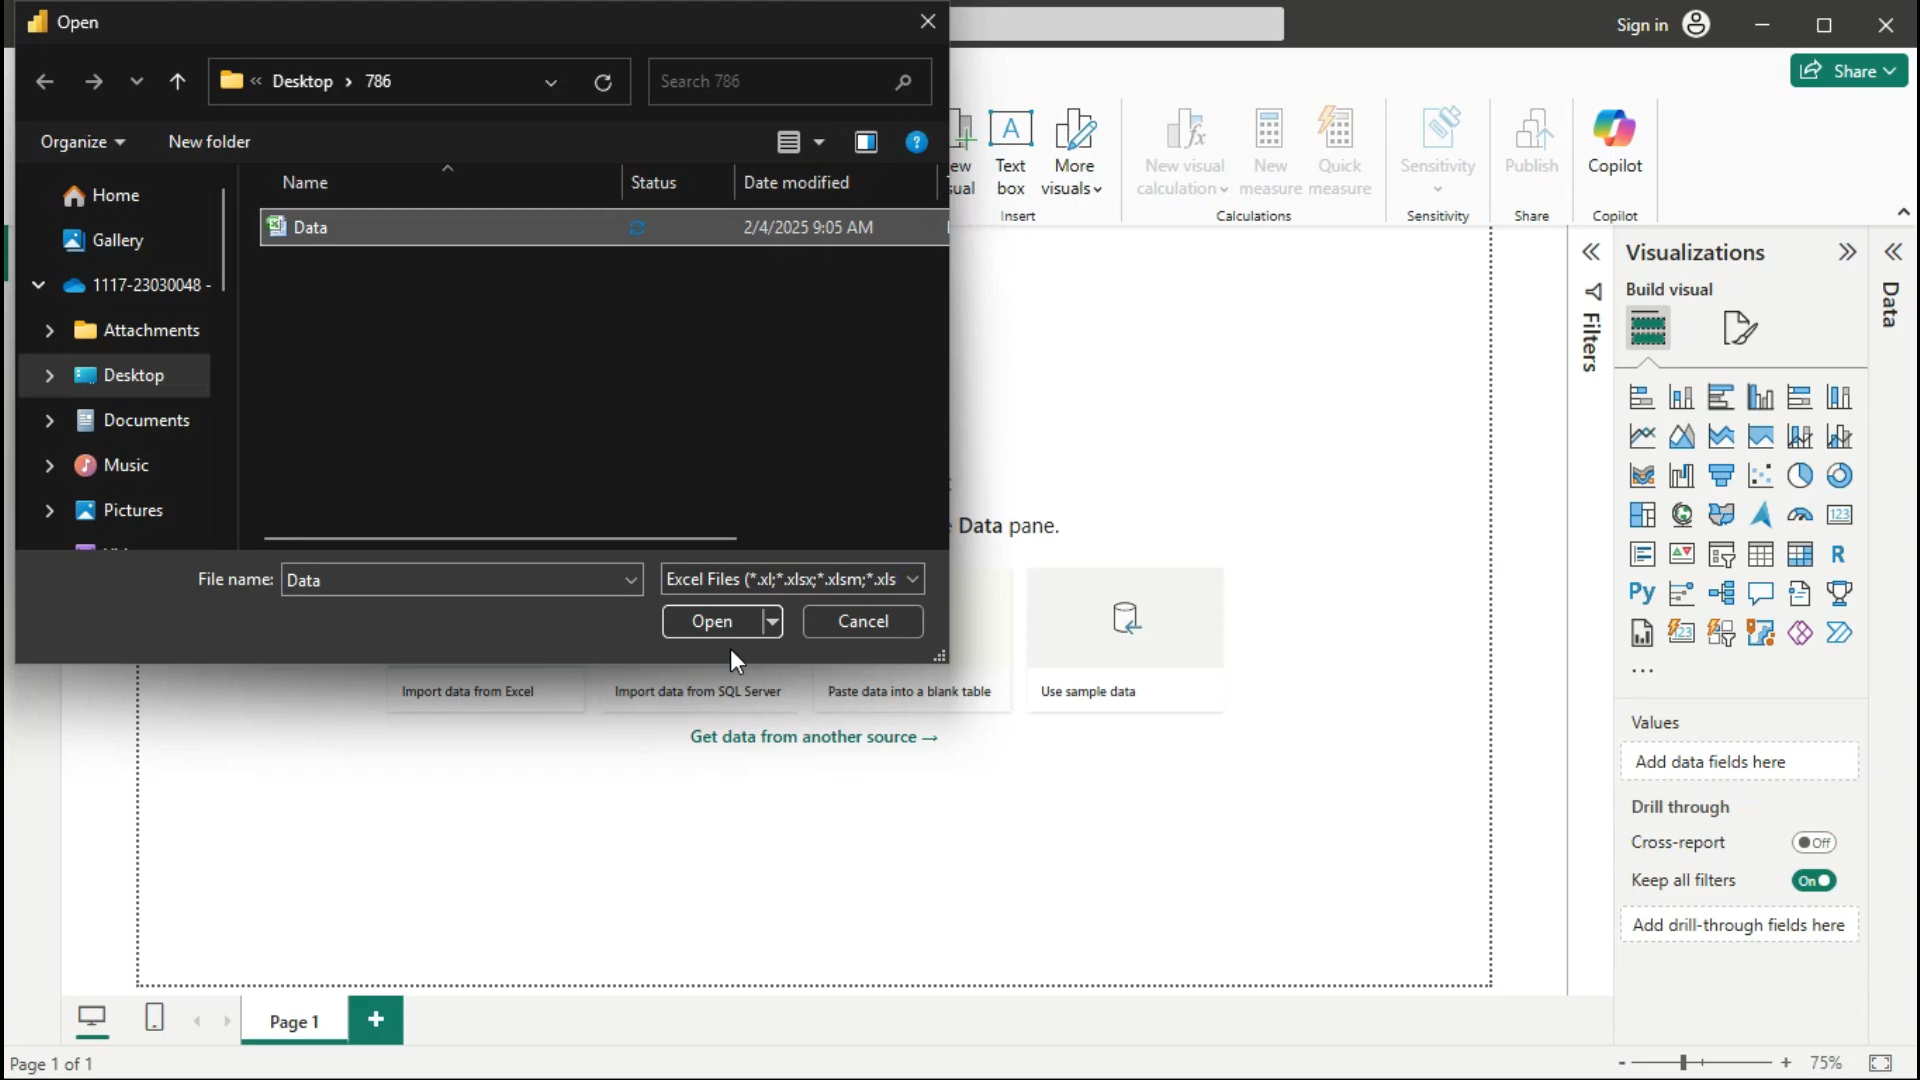 Open
Sign in
Desktop > 786
Search 786
Share
Organize
New folder
?
Name
Status
Date modified
Home
Gallery
1117-23030048 -
Attachments
Desktop
Documents
Music
Pictures
Data
2/4/2025 9:05 AM
File name:
Data
Excel Files (*.xl;*.xlsx;*.xlsm;*.xls
Open
Cancel
A
Text
box
More
visuals
Insert
New visual
calculation
New
measure
Quick
measure
Calculations
Sensitivity
Sensitivity
Publish
Share
Copilot
Copilot
Data pane.
Import data from Excel
Import data from SQL Server
Paste data into a blank table
Use sample data
Get data from another source →
Filters
Visualizations
Build visual
123
R
Py
123
...
Values
Add data fields here
Drill through
Cross-report
Off
Keep all filters
On
Add drill-through fields here
Data
Page 1
+
Page 1 of 1
- + 75%